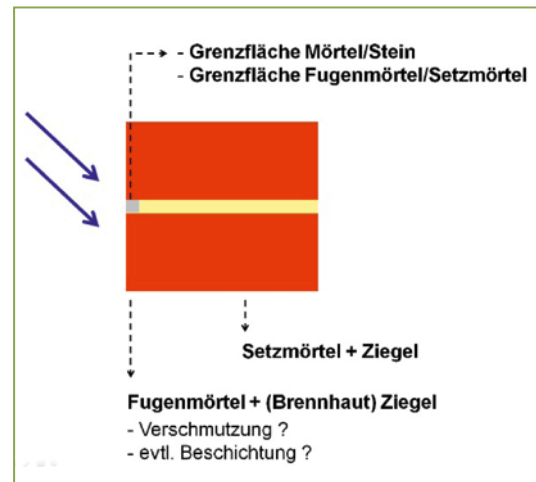 - Grenzfläche Mörtel/Stein
- Grenzfläche Fugenmörtel/Setzmörtel
Setzmörtel + Ziegel
Fugenmörtel + (Brennhaut) Ziegel
- Verschmutzung ?
- evtl. Beschichtung ?